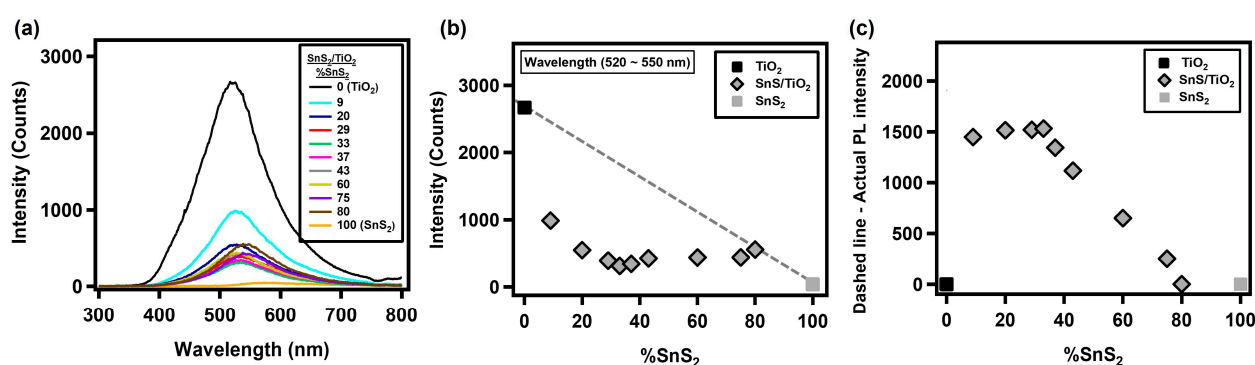 (a)
3000
2000
1000
0
Intensity (Counts)
300 400 500 600 700 800
Wavelength (nm)
SnS₂/TiO₂
%SnS₂
0 (TiO₂)
9
20
29
33
37
43
60
75
80
100 (SnS₂)
(b)
3000
2000
1000
0
Intensity (Counts)
Wavelength (520 ~ 550 nm)
TiO₂
SnS/TiO₂
SnS₂
0 20 40 60 80 100
%SnS₂
(c)
2000
1500
1000
500
0
Dashed line - Actual PL intensity
TiO₂
SnS/TiO₂
SnS₂
0 20 40 60 80 100
%SnS₂